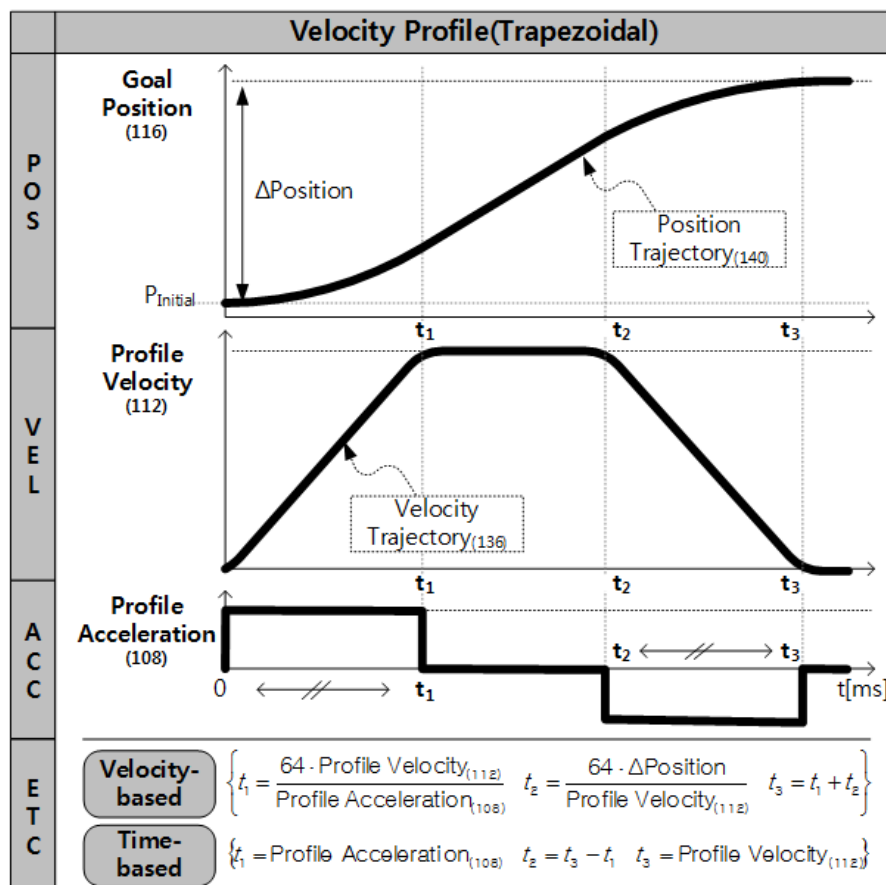 Velocity Profile(Trapezoidal)
POS
Goal
Position
(116)
ΔPosition
Position
Trajectory(140)
PInitial
t1 t2 t3
VEL
Profile
Velocity
(112)
Velocity
Trajectory(136)
t1 t2 t3
ACC
Profile
Acceleration
(108)
t2 t3
0 t1 t[ms]
ETC
Velocity-
based
{t1 = 64 · Profile Velocity(112) / Profile Acceleration(108) t2 = 64 · ΔPosition / Profile Velocity(112) t3 = t1 + t2}
Time-
based
{t1 = Profile Acceleration(108) t2 = t3 − t1 t3 = Profile Velocity(112)}